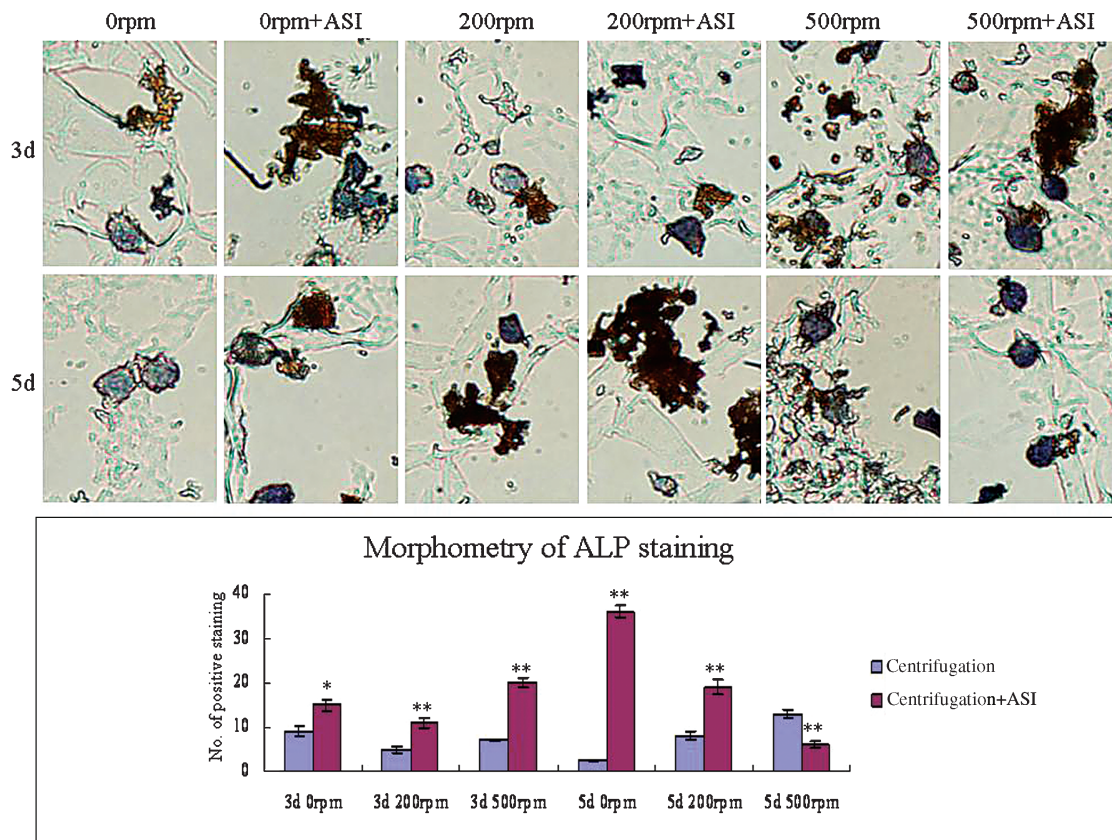 0rpm 0rpm+ASI 200rpm 200rpm+ASI 500rpm 500rpm+ASI
3d
5d
Morphometry of ALP staining
No. of positive staining
40
30
20
10
0
* ** ** ** ** **
3d 0rpm 3d 200rpm 3d 500rpm 5d 0rpm 5d 200rpm 5d 500rpm
Centrifugation
Centrifugation+ASI